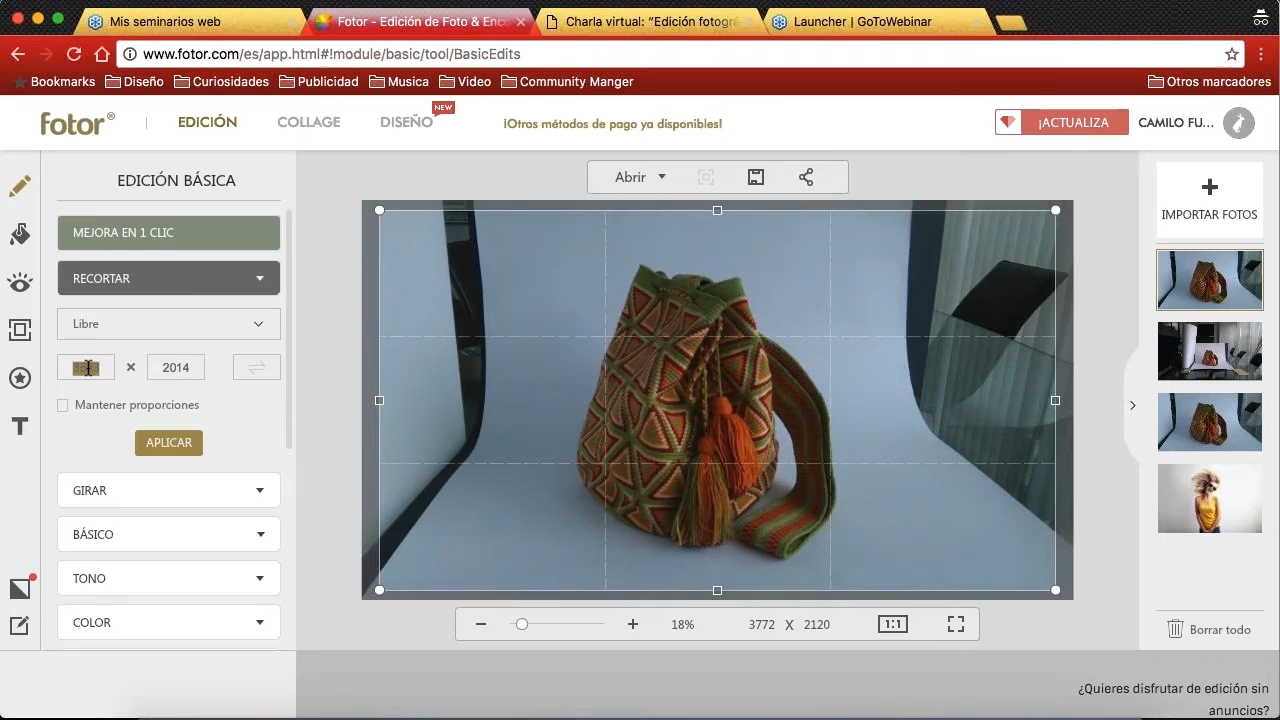 Mis seminarios web
Fotor - Edición de Foto & Enco
Charla virtual: "Edición fotogr
Launcher | GoToWebinar
www.fotor.com/es/app.html#!module/basic/tool/BasicEdits
Bookmarks Diseño Curiosidades Publicidad Musica Video Community Manger Otros marcadores
fotor® EDICIÓN COLLAGE DISEÑO NEW ¡Otros métodos de pago ya disponibles! ¡ACTUALIZA CAMILO FU...
EDICIÓN BÁSICA
MEJORA EN 1 CLIC
RECORTAR
Libre
× 2014
Mantener proporciones
APLICAR
GIRAR
BÁSICO
TONO
COLOR
Abrir
18% 3772 X 2120 1:1
IMPORTAR FOTOS
Borrar todo
¿Quieres disfrutar de edición sin
anuncios?